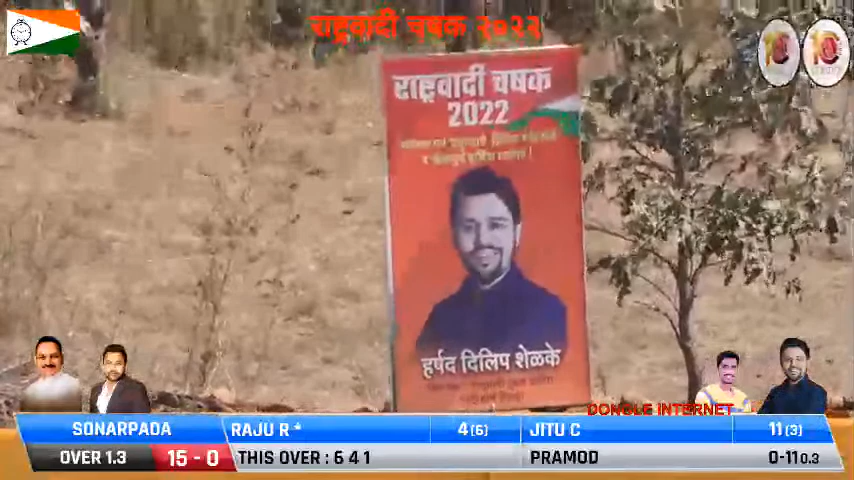 राष्ट्रवादी चषक २०२२
राष्ट्रवादी चषक
2022
हर्षद दिलिप शेळके
DONGLE INTERNET
SONARPADA
RAJU R *
4 (6)
JITU C
11 (3)
OVER 1.3
15 - 0
THIS OVER : 6 4 1
PRAMOD
0-11 0.3